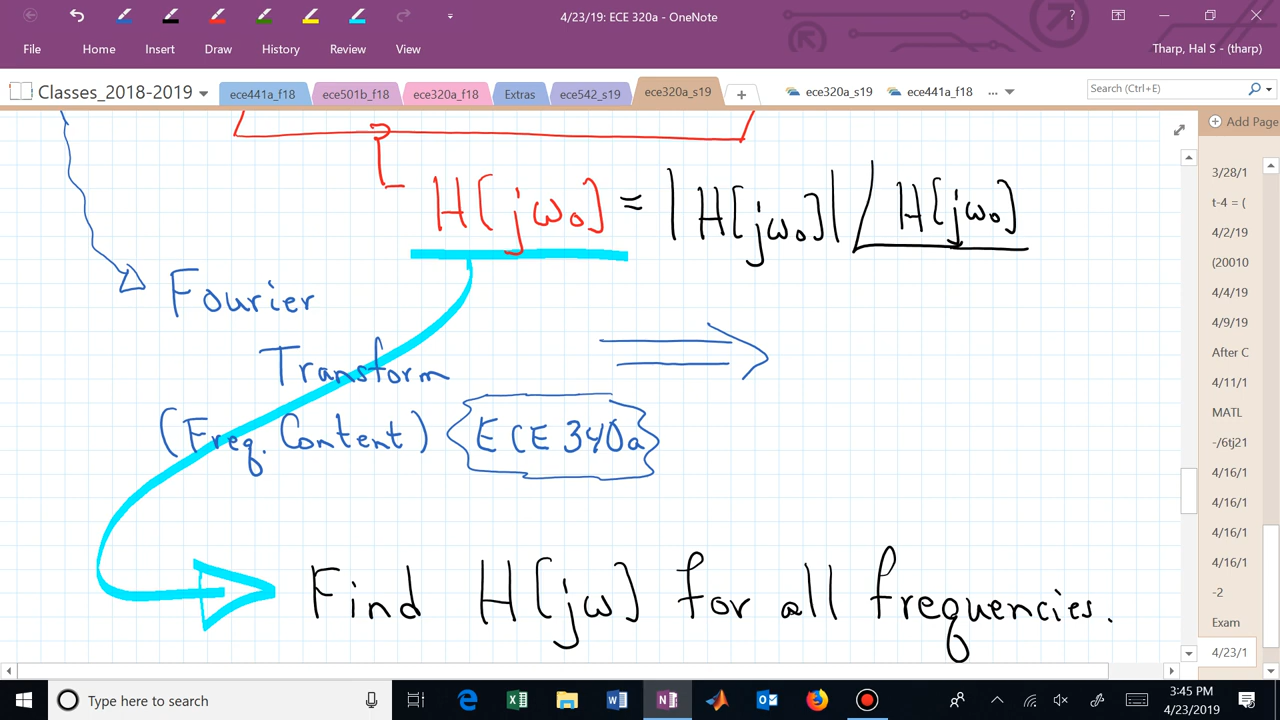 4/23/19: ECE 320a - OneNote
File Home Insert Draw History Review View
Tharp, Hal S - (tharp)
Classes_2018-2019
ece441a_f18 ece501b_f18 ece320a_f18 Extras ece542_s19 ece320a_s19 + ece320a_s19 ece441a_f18 ...
Search (Ctrl+E)
Add Page
3/28/1
t-4 = (
4/2/19
(20010
4/4/19
4/9/19
After C
4/11/1
MATL
-/6tj21
4/16/1
4/16/1
4/16/1
4/16/1
-2
Exam
4/23/1
H[jω₀] = |H[jω₀]| ∠H[jω₀]
Fourier
Transform
(Freq. Content) {ECE 340a}
Find H[jω] for all frequencies.
Type here to search
3:45 PM
4/23/2019